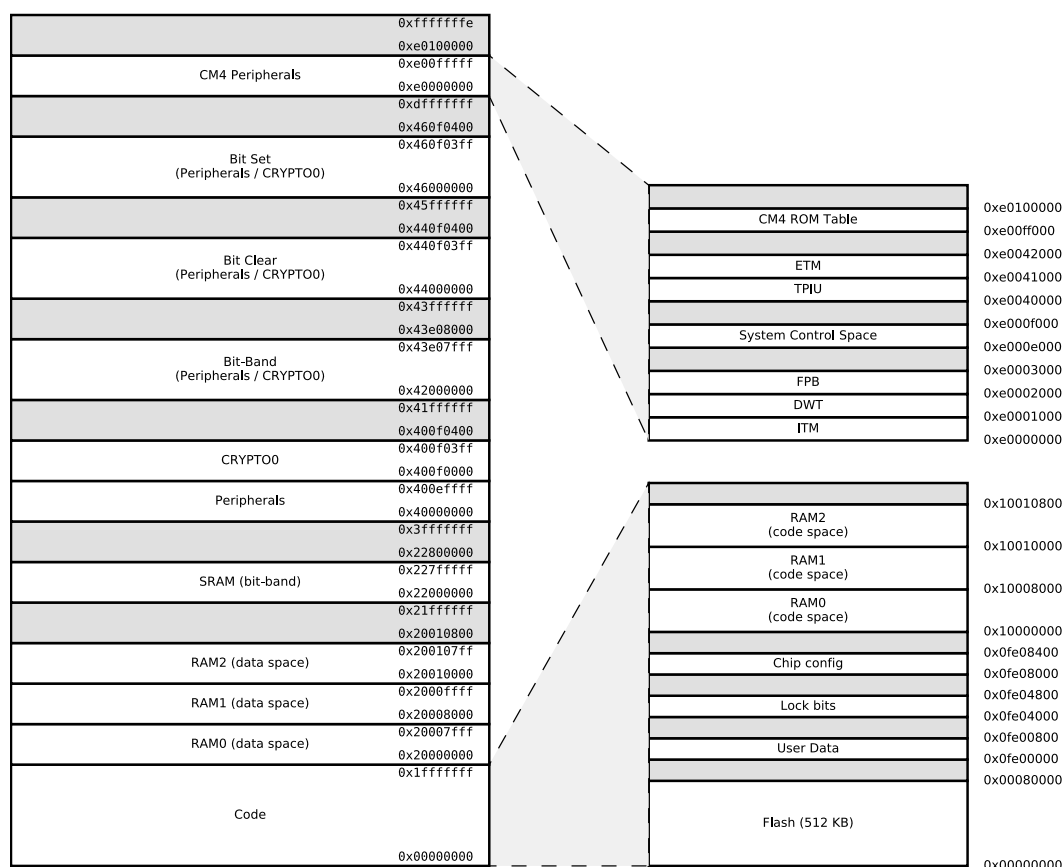 0xfffffffe
0xe0100000
0xe00fffff
CM4 Peripherals
0xe0000000
0xdfffffff
0x460f0400
0x460f03ff
Bit Set
(Peripherals / CRYPTO0)
0x46000000
0x45ffffff
0x440f0400
0x440f03ff
Bit Clear
(Peripherals / CRYPTO0)
0x44000000
0x43ffffff
0x43e08000
0x43e07fff
Bit-Band
(Peripherals / CRYPTO0)
0x42000000
0x41ffffff
0x400f0400
0x400f03ff
CRYPTO0
0x400f0000
0x400effff
Peripherals
0x40000000
0x3fffffff
0x22800000
0x227fffff
SRAM (bit-band)
0x22000000
0x21ffffff
0x20010800
0x200107ff
RAM2 (data space)
0x20010000
0x2000ffff
RAM1 (data space)
0x20008000
0x20007fff
RAM0 (data space)
0x20000000
0x1fffffff
Code
0x00000000
0xe0100000
CM4 ROM Table
0xe00ff000
0xe0042000
ETM
0xe0041000
TPIU
0xe0040000
0xe000f000
System Control Space
0xe000e000
0xe0003000
FPB
0xe0002000
DWT
0xe0001000
ITM
0xe0000000
0x10010800
RAM2
(code space)
0x10010000
RAM1
(code space)
0x10008000
RAM0
(code space)
0x10000000
0x0fe08400
Chip config
0x0fe08000
0x0fe04800
Lock bits
0x0fe04000
0x0fe00800
User Data
0x0fe00000
0x00080000
Flash (512 KB)
0x00000000